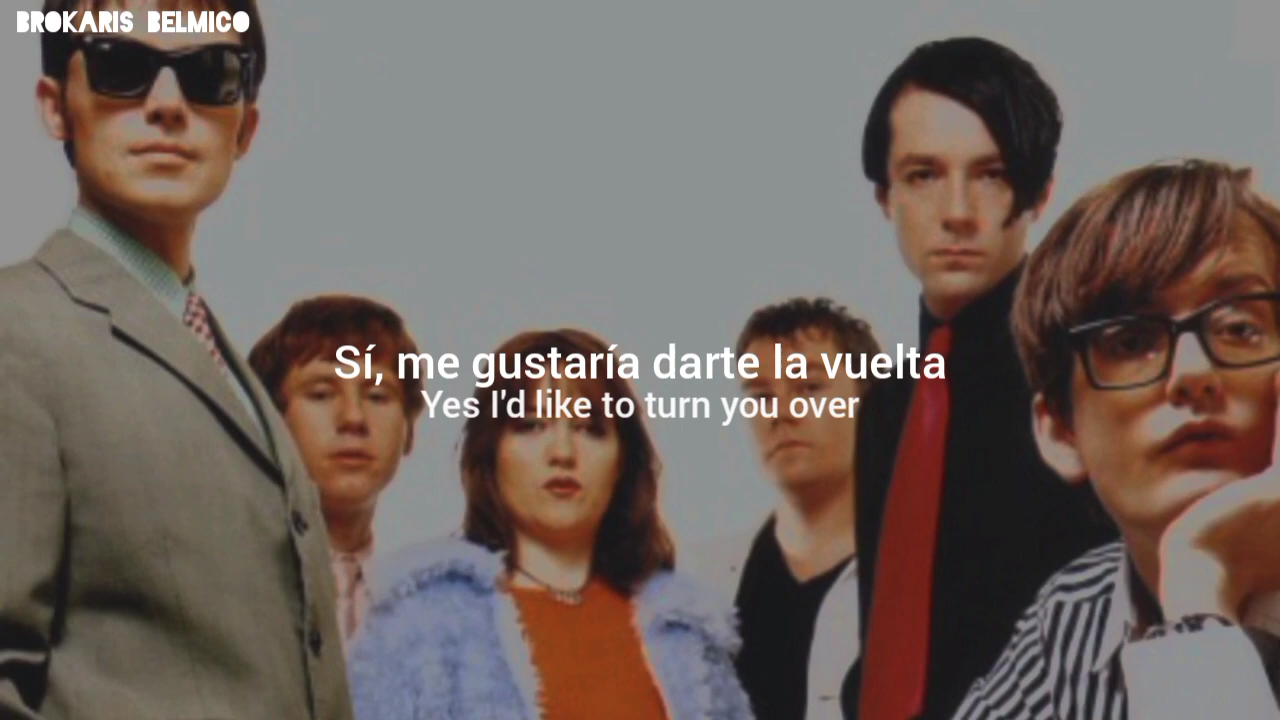 BROKARIS BELMICO
Sí, me gustaría darte la vuelta
Yes I'd like to turn you over